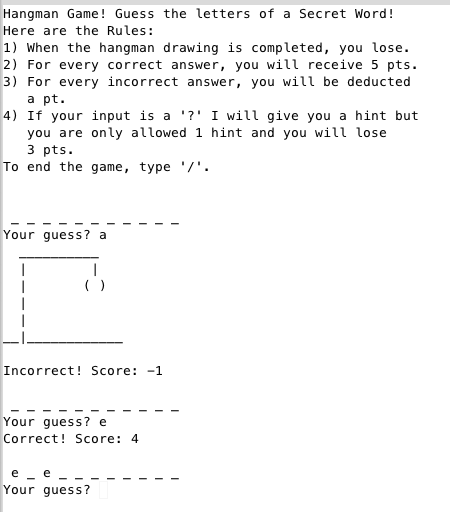 Hangman Game! Guess the letters of a Secret Word!
Here are the Rules:
1) When the hangman drawing is completed, you lose.
2) For every correct answer, you will receive 5 pts.
3) For every incorrect answer, you will be deducted
   a pt.
4) If your input is a '?' I will give you a hint but
   you are only allowed 1 hint and you will lose
   3 pts.
To end the game, type '/'.
 _ _ _ _ _ _ _ _ _ _ _
Your guess? a
  __________
  |        |
  |       ( )
  |
  |
__|____________
Incorrect! Score: -1
 _ _ _ _ _ _ _ _ _ _ _
Your guess? e
Correct! Score: 4
 e _ e _ _ _ _ _ _ _ _
Your guess?